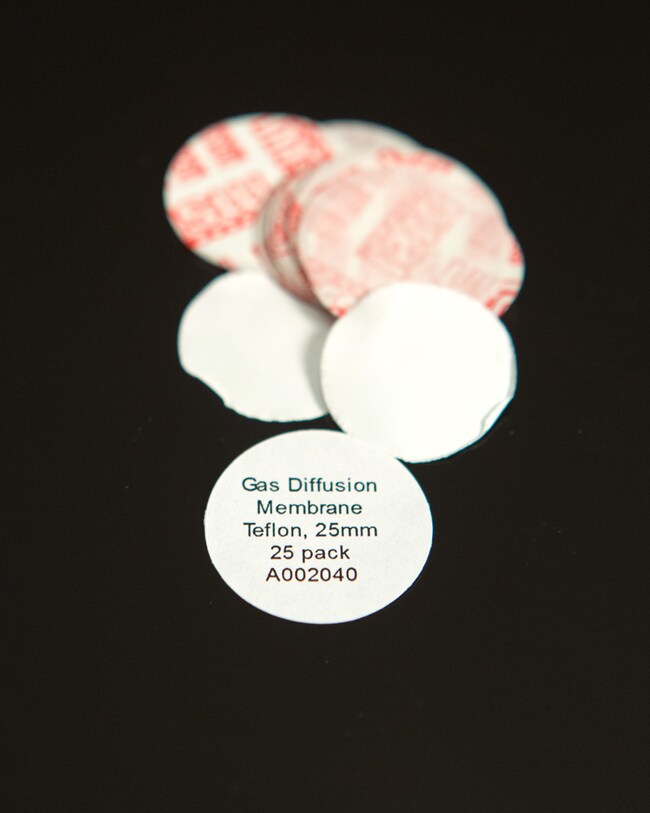 Gas Diffusion
Membrane
Teflon, 25mm
25 pack
A002040